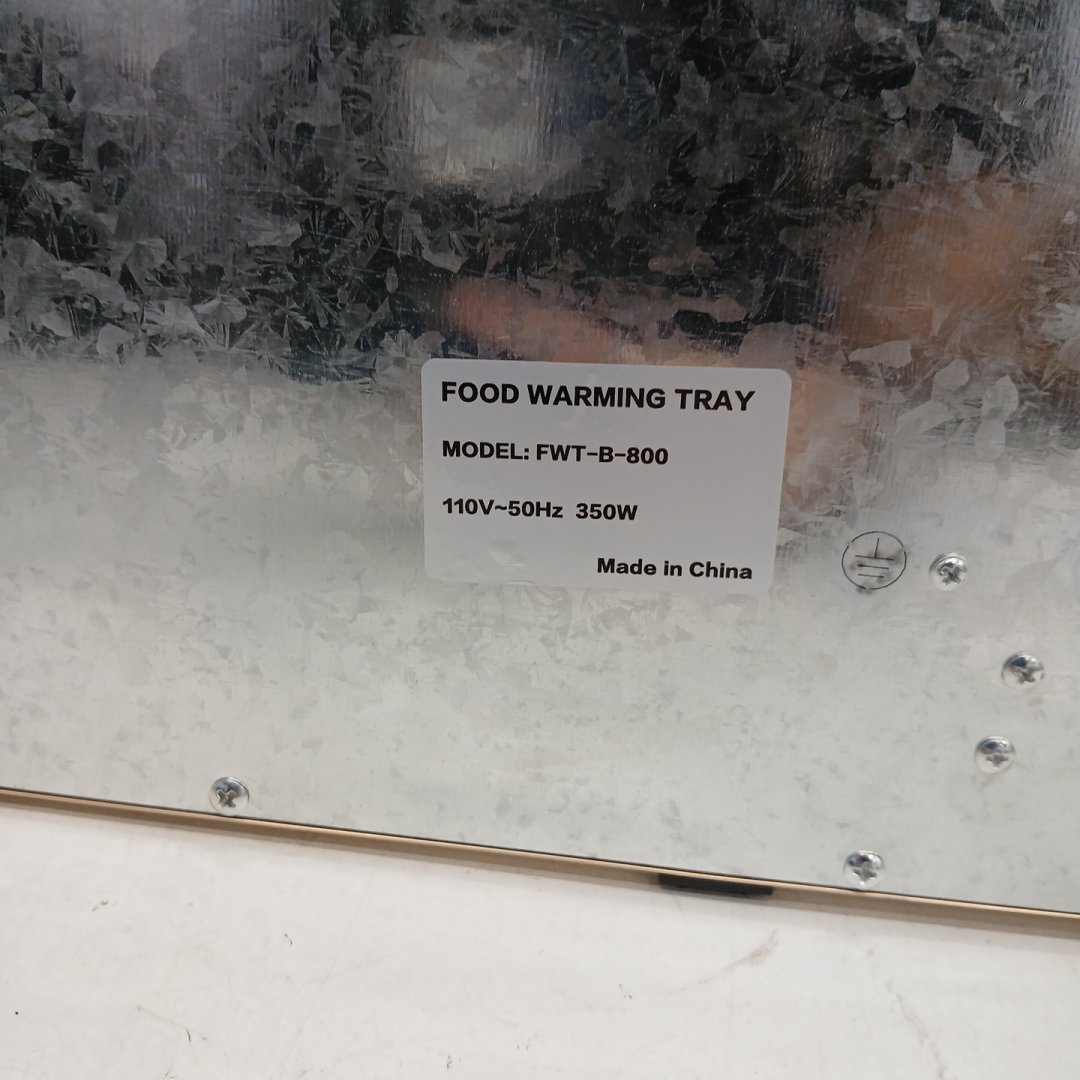 FOOD WARMING TRAY
MODEL: FWT-B-800
110V~50Hz 350W
Made in China